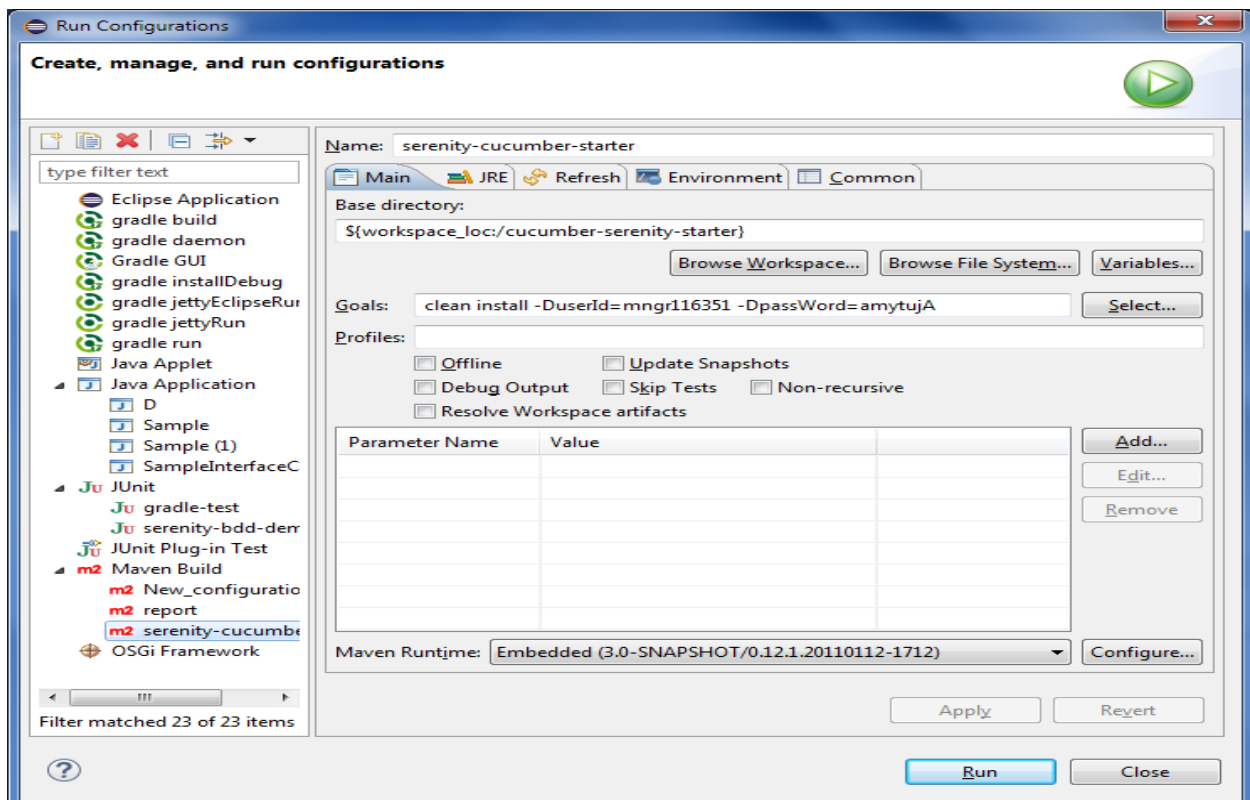 Run Configurations
Create, manage, and run configurations
type filter text
Eclipse Application
gradle build
gradle daemon
Gradle GUI
gradle installDebug
gradle jettyEclipseRur
gradle jettyRun
gradle run
Java Applet
Java Application
D
Sample
Sample (1)
SampleInterfaceC
JUnit
gradle-test
serenity-bdd-dem
JUnit Plug-in Test
m2 Maven Build
m2 New_configuratio
m2 report
m2 serenity-cucumbe
OSGi Framework
Filter matched 23 of 23 items
Name: serenity-cucumber-starter
Main JRE Refresh Environment Common
Base directory:
${workspace_loc:/cucumber-serenity-starter}
Browse Workspace... Browse File System... Variables...
Goals: clean install -DuserId=mngr116351 -DpassWord=amytujA Select...
Profiles:
Offline Update Snapshots
Debug Output Skip Tests Non-recursive
Resolve Workspace artifacts
Parameter Name Value
Add...
Edit...
Remove
Maven Runtime: Embedded (3.0-SNAPSHOT/0.12.1.20110112-1712) Configure...
Apply Revert
? Run Close